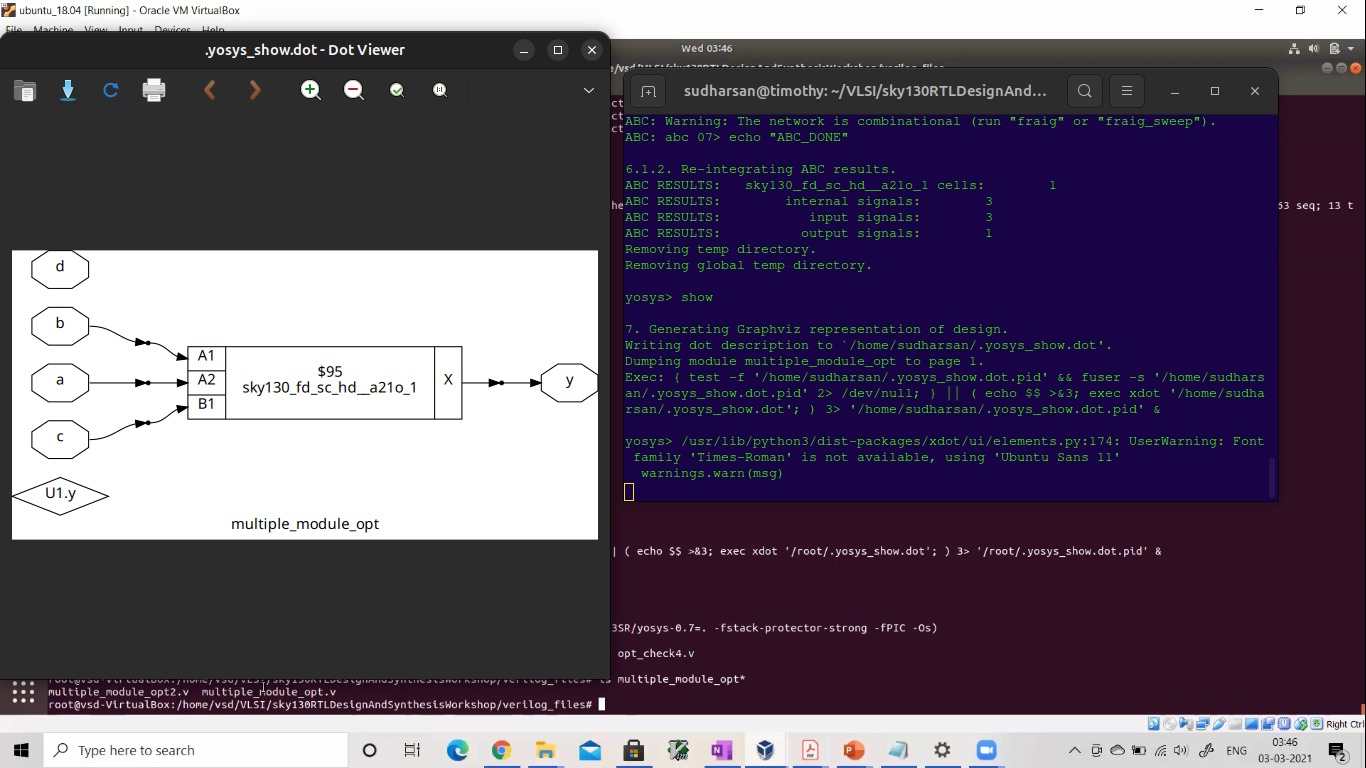 ubuntu_18.04 [Running] - Oracle VM VirtualBox
File Machine View Input Devices Help
Wed 03:46
.yosys_show.dot - Dot Viewer
sudharsan@timothy: ~/VLSI/sky130RTLDesignAnd...
ABC: Warning: The network is combinational (run "fraig" or "fraig_sweep").
ABC: abc 07> echo "ABC_DONE"
6.1.2. Re-integrating ABC results.
ABC RESULTS: sky130_fd_sc_hd__a21o_1 cells: 1
ABC RESULTS: internal signals: 3
ABC RESULTS: input signals: 3
ABC RESULTS: output signals: 1
Removing temp directory.
Removing global temp directory.
yosys> show
7. Generating Graphviz representation of design.
Writing dot description to `/home/sudharsan/.yosys_show.dot'.
Dumping module multiple_module_opt to page 1.
Exec: { test -f '/home/sudharsan/.yosys_show.dot.pid' && fuser -s '/home/sudhars
an/.yosys_show.dot.pid' 2> /dev/null; } || ( echo $$ >&3; exec xdot '/home/sudha
rsan/.yosys_show.dot'; ) 3> '/home/sudharsan/.yosys_show.dot.pid' &
yosys> /usr/lib/python3/dist-packages/xdot/ui/elements.py:174: UserWarning: Font
family 'Times-Roman' is not available, using 'Ubuntu Sans 11'
warnings.warn(msg)
53 seq; 13 t
d
b
a
c
U1.y
A1
A2
B1
$95
sky130_fd_sc_hd__a21o_1
X
y
multiple_module_opt
| ( echo $$ >&3; exec xdot '/root/.yosys_show.dot'; ) 3> '/root/.yosys_show.dot.pid' &
3SR/yosys-0.7=. -fstack-protector-strong -fPIC -Os)
opt_check4.v
root@vsd-VirtualBox:/home/vsd/VLSI/sky130RTLDesignAndSynthesisWorkshop/verilog_files# ls multiple_module_opt*
multiple_module_opt2.v multiple_module_opt.v
root@vsd-VirtualBox:/home/vsd/VLSI/sky130RTLDesignAndSynthesisWorkshop/verilog_files#
Right Ctrl
Type here to search
ENG
03:46
03-03-2021
2